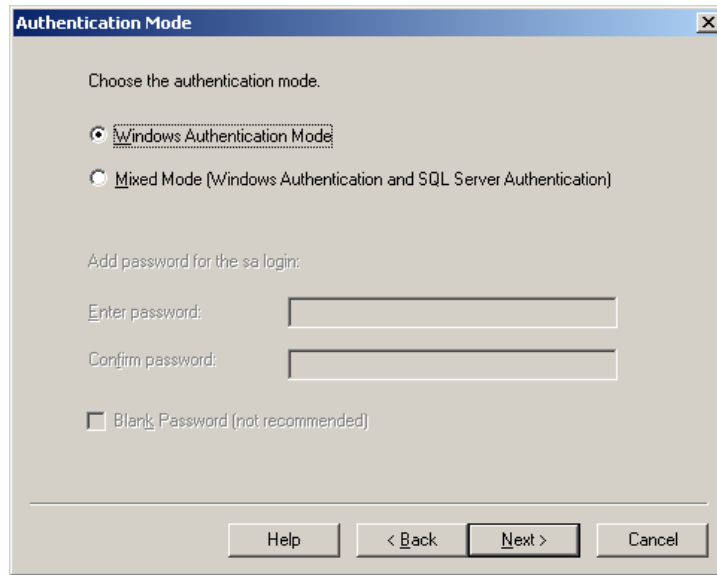 Authentication Mode
Choose the authentication mode.
Windows Authentication Mode
Mixed Mode (Windows Authentication and SQL Server Authentication)
Add password for the sa login:
Enter password:
Confirm password:
Blank Password (not recommended)
Help < Back Next > Cancel